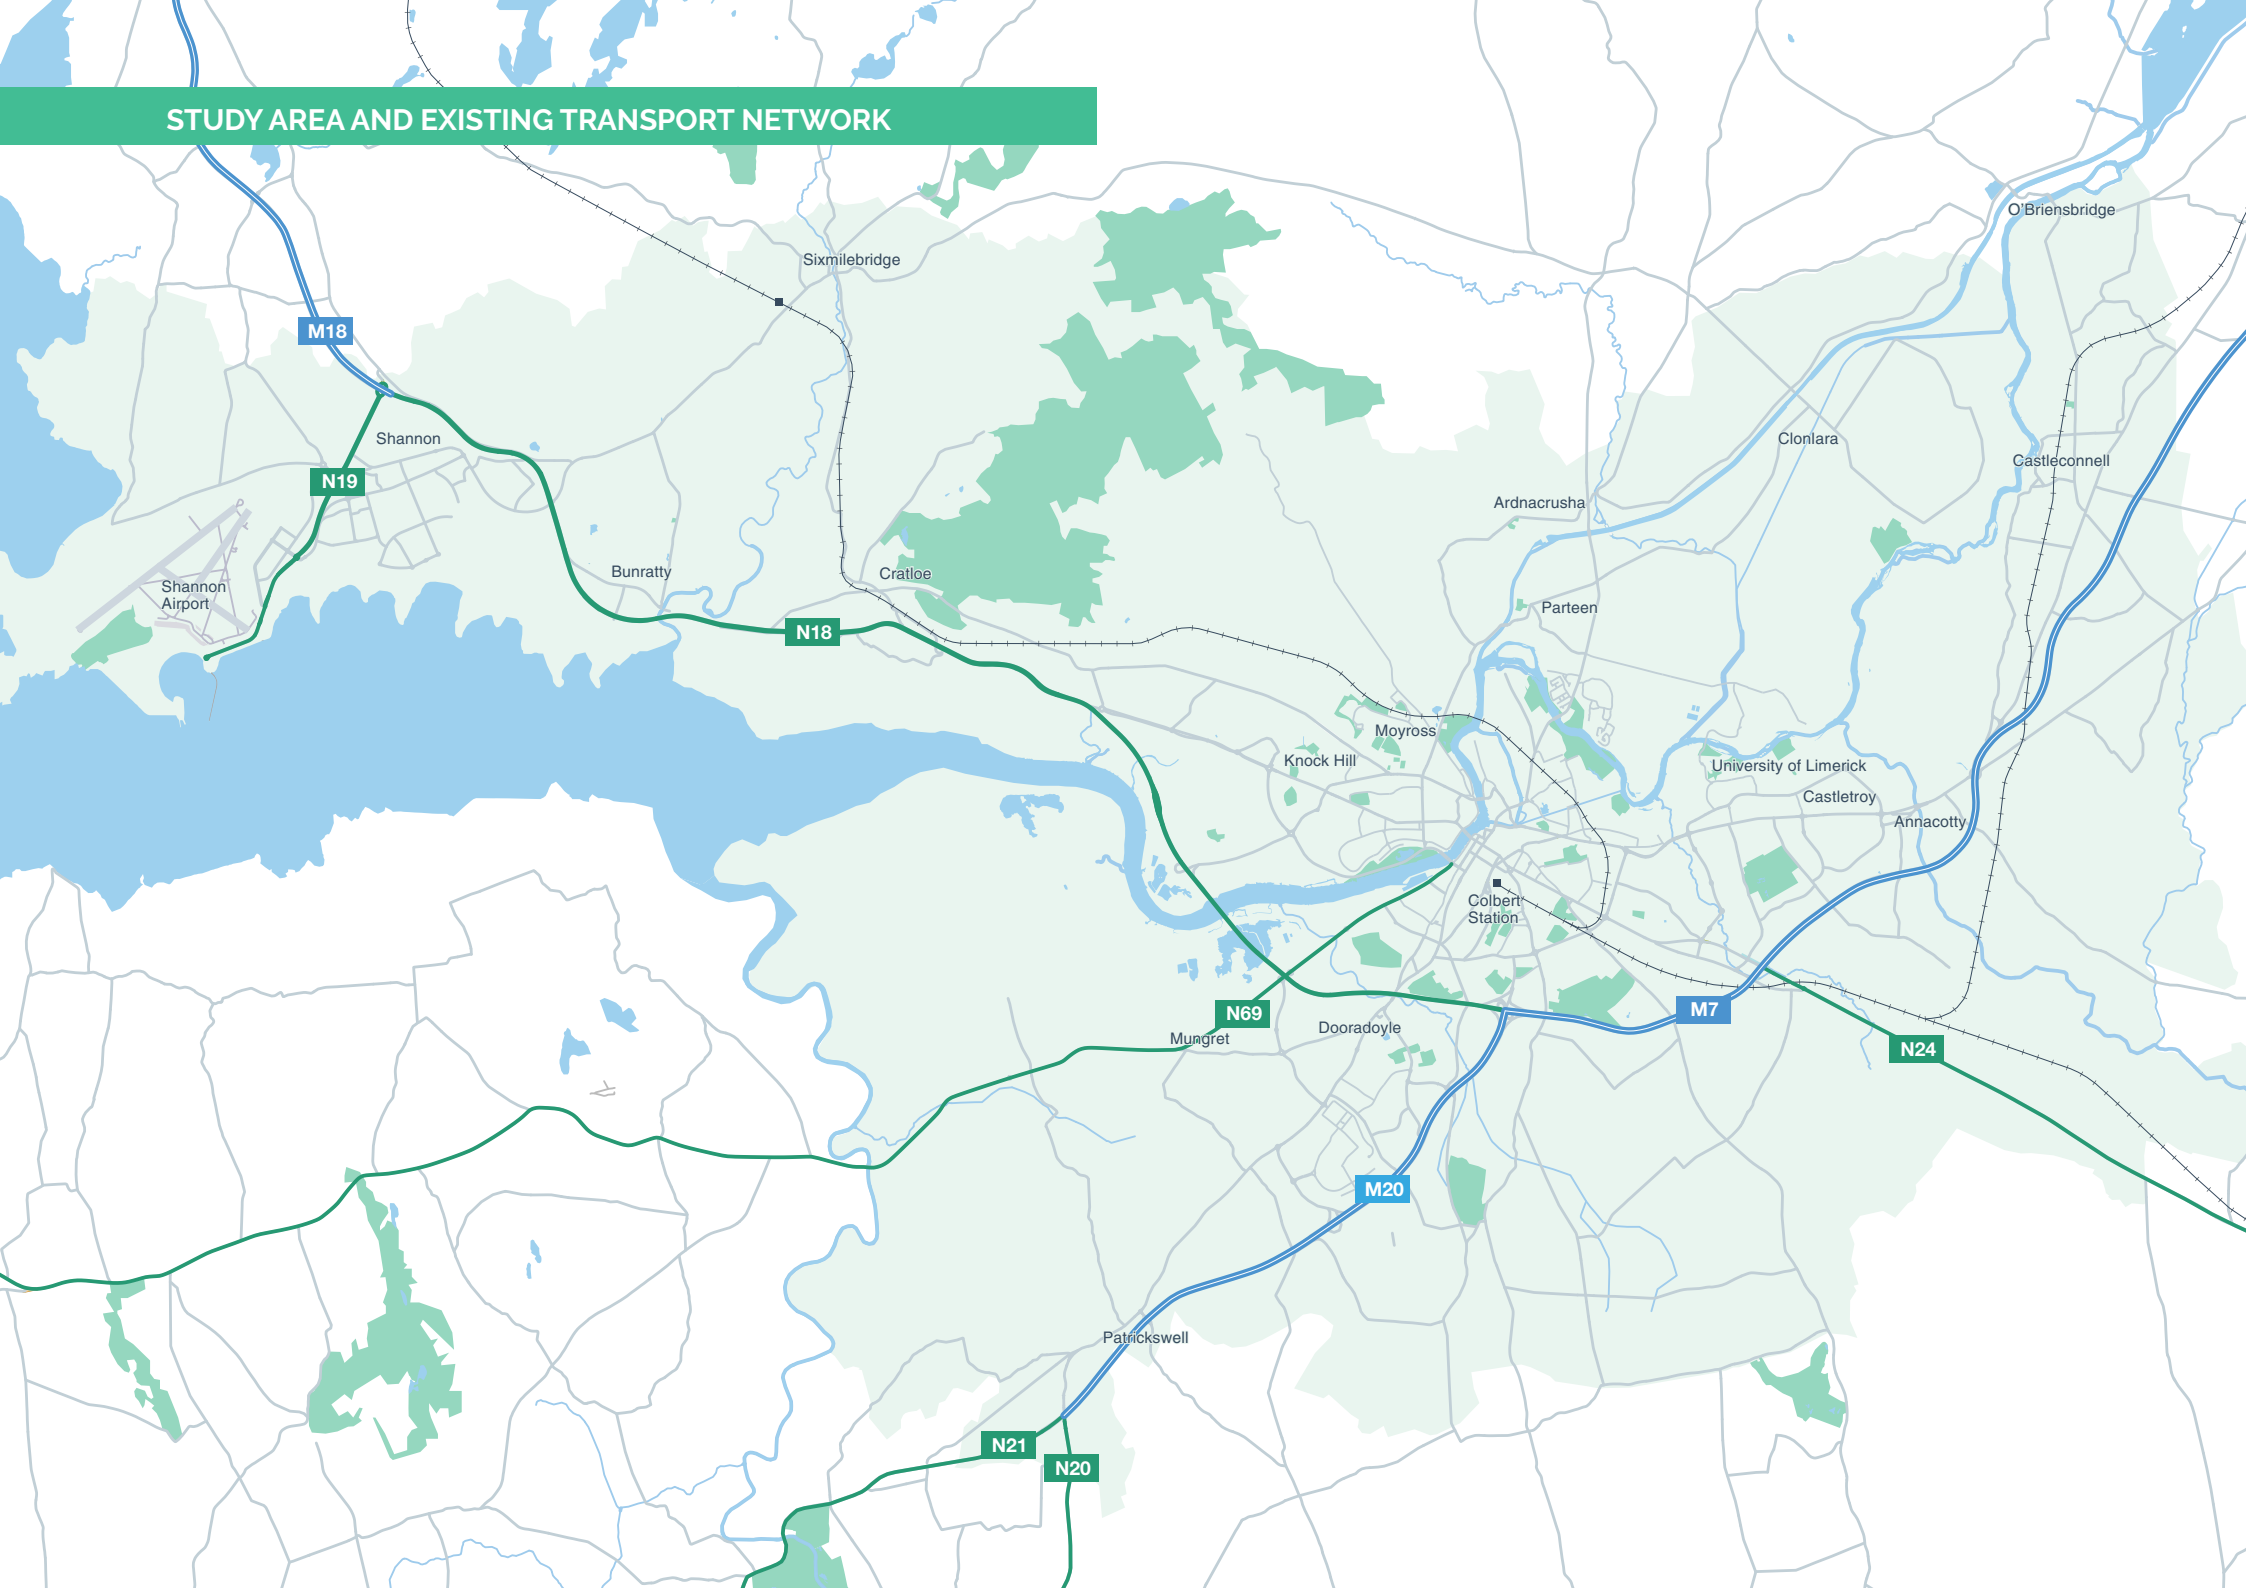 STUDY AREA AND EXISTING TRANSPORT NETWORK
O'Briensbridge
Sixmilebridge
M18
Shannon
Clonlara
Castleconnell
N19
Ardnacrusha
Bunratty
Cratloe
Shannon
Airport
Parteen
N18
Moyross
Knock Hill
University of Limerick
Castletroy
Annacotty
Colbert
Station
N69
M7
Dooradoyle
Mungret
N24
M20
Patrickswell
N21
N20